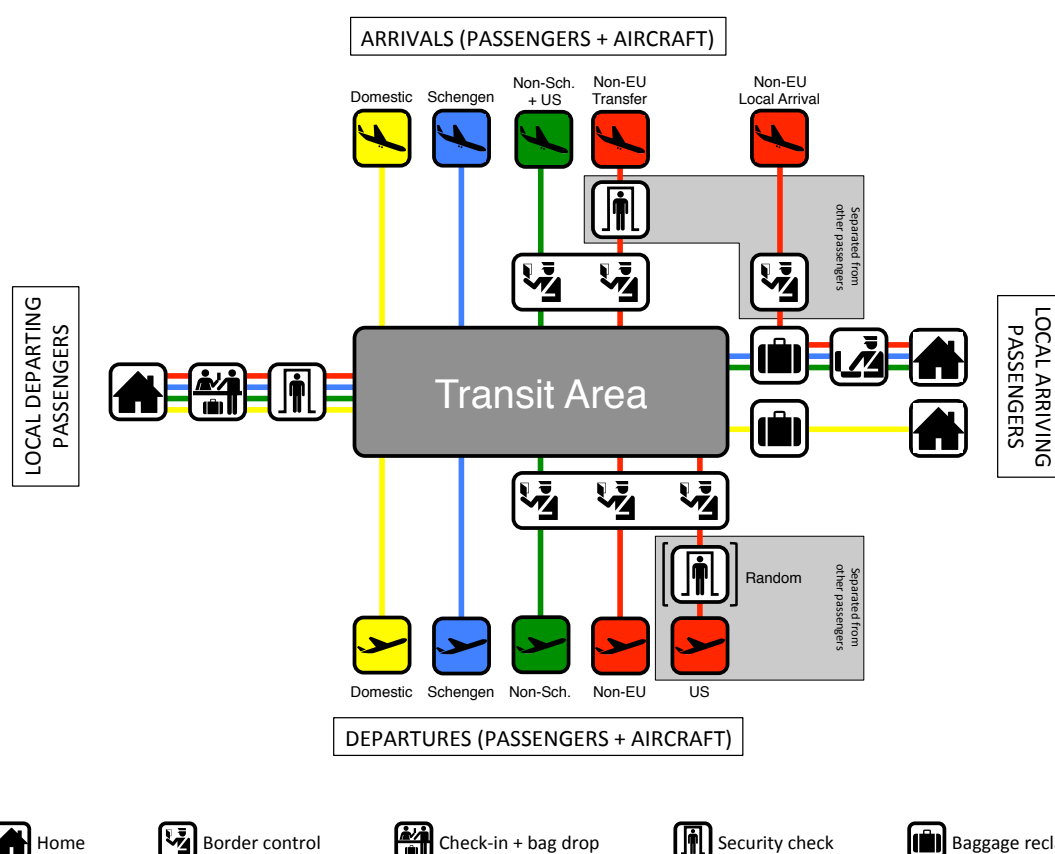 ARRIVALS (PASSENGERS + AIRCRAFT)
Domestic
Schengen
Non-Sch.
+ US
Non-EU
Transfer
Non-EU
Local Arrival
Separated from
other passengers
LOCAL DEPARTING
PASSENGERS
Transit Area
LOCAL ARRIVING
PASSENGERS
Random
Separated from
other passengers
Domestic
Schengen
Non-Sch.
Non-EU
US
DEPARTURES (PASSENGERS + AIRCRAFT)
Home
Border control
Check-in + bag drop
Security check
Baggage recla